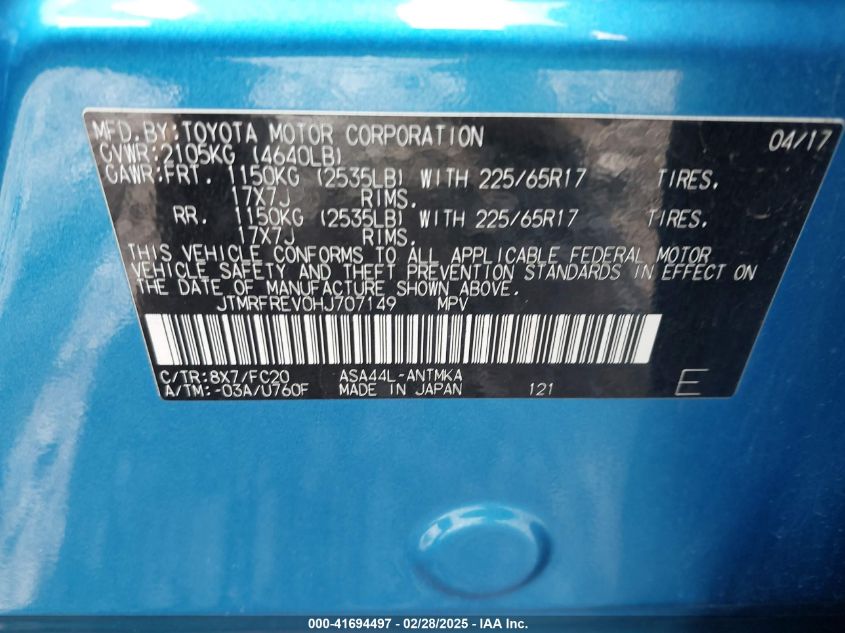 MFD. BY: TOYOTA MOTOR CORPORATION 04/17
GVWR: 2105KG (4640LB)
GAWR: FRT. 1150KG (2535LB) WITH 225/65R17 TIRES,
17X7J RIMS.
RR. 1150KG (2535LB) WITH 225/65R17 TIRES,
17X7J RIMS.
THIS VEHICLE CONFORMS TO ALL APPLICABLE FEDERAL MOTOR
VEHICLE SAFETY AND THEFT PREVENTION STANDARDS IN EFFECT ON
THE DATE OF MANUFACTURE SHOWN ABOVE.
JTMRFREV0HJ707149 MPV
C/TR: 8X7/FC20 ASA44L-ANTMKA
A/TM: -03A/U760F MADE IN JAPAN 121 E
000-41694497 - 02/28/2025 - IAA Inc.